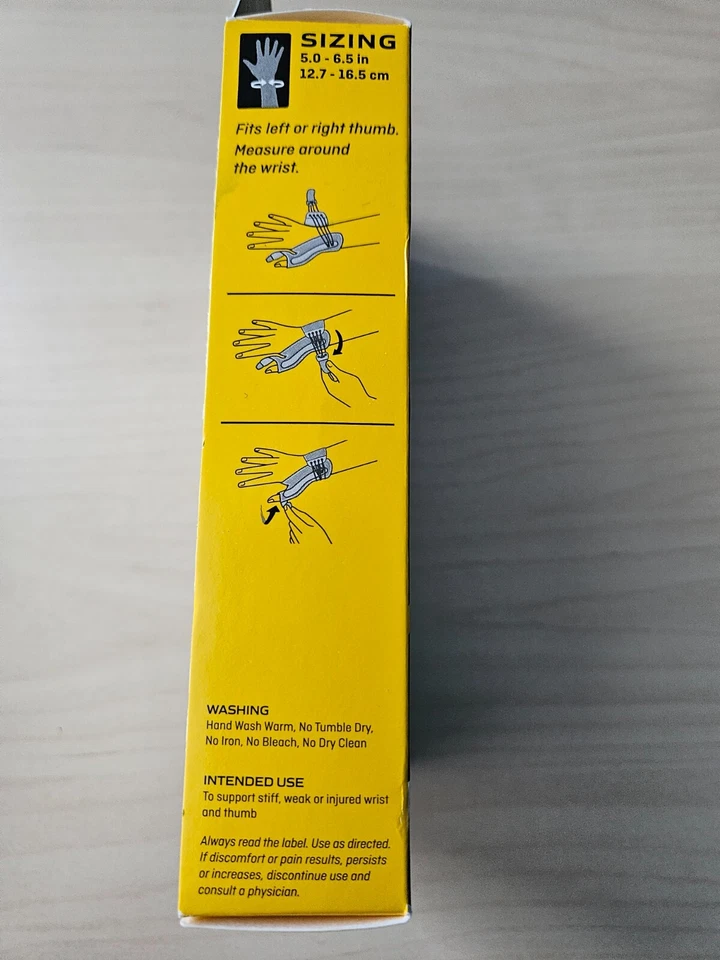 SIZING
5.0 - 6.5 in
12.7 - 16.5 cm
Fits left or right thumb.
Measure around
the wrist.
WASHING
Hand Wash Warm, No Tumble Dry,
No Iron, No Bleach, No Dry Clean
INTENDED USE
To support stiff, weak or injured wrist
and thumb
Always read the label. Use as directed.
If discomfort or pain results, persists
or increases, discontinue use and
consult a physician.